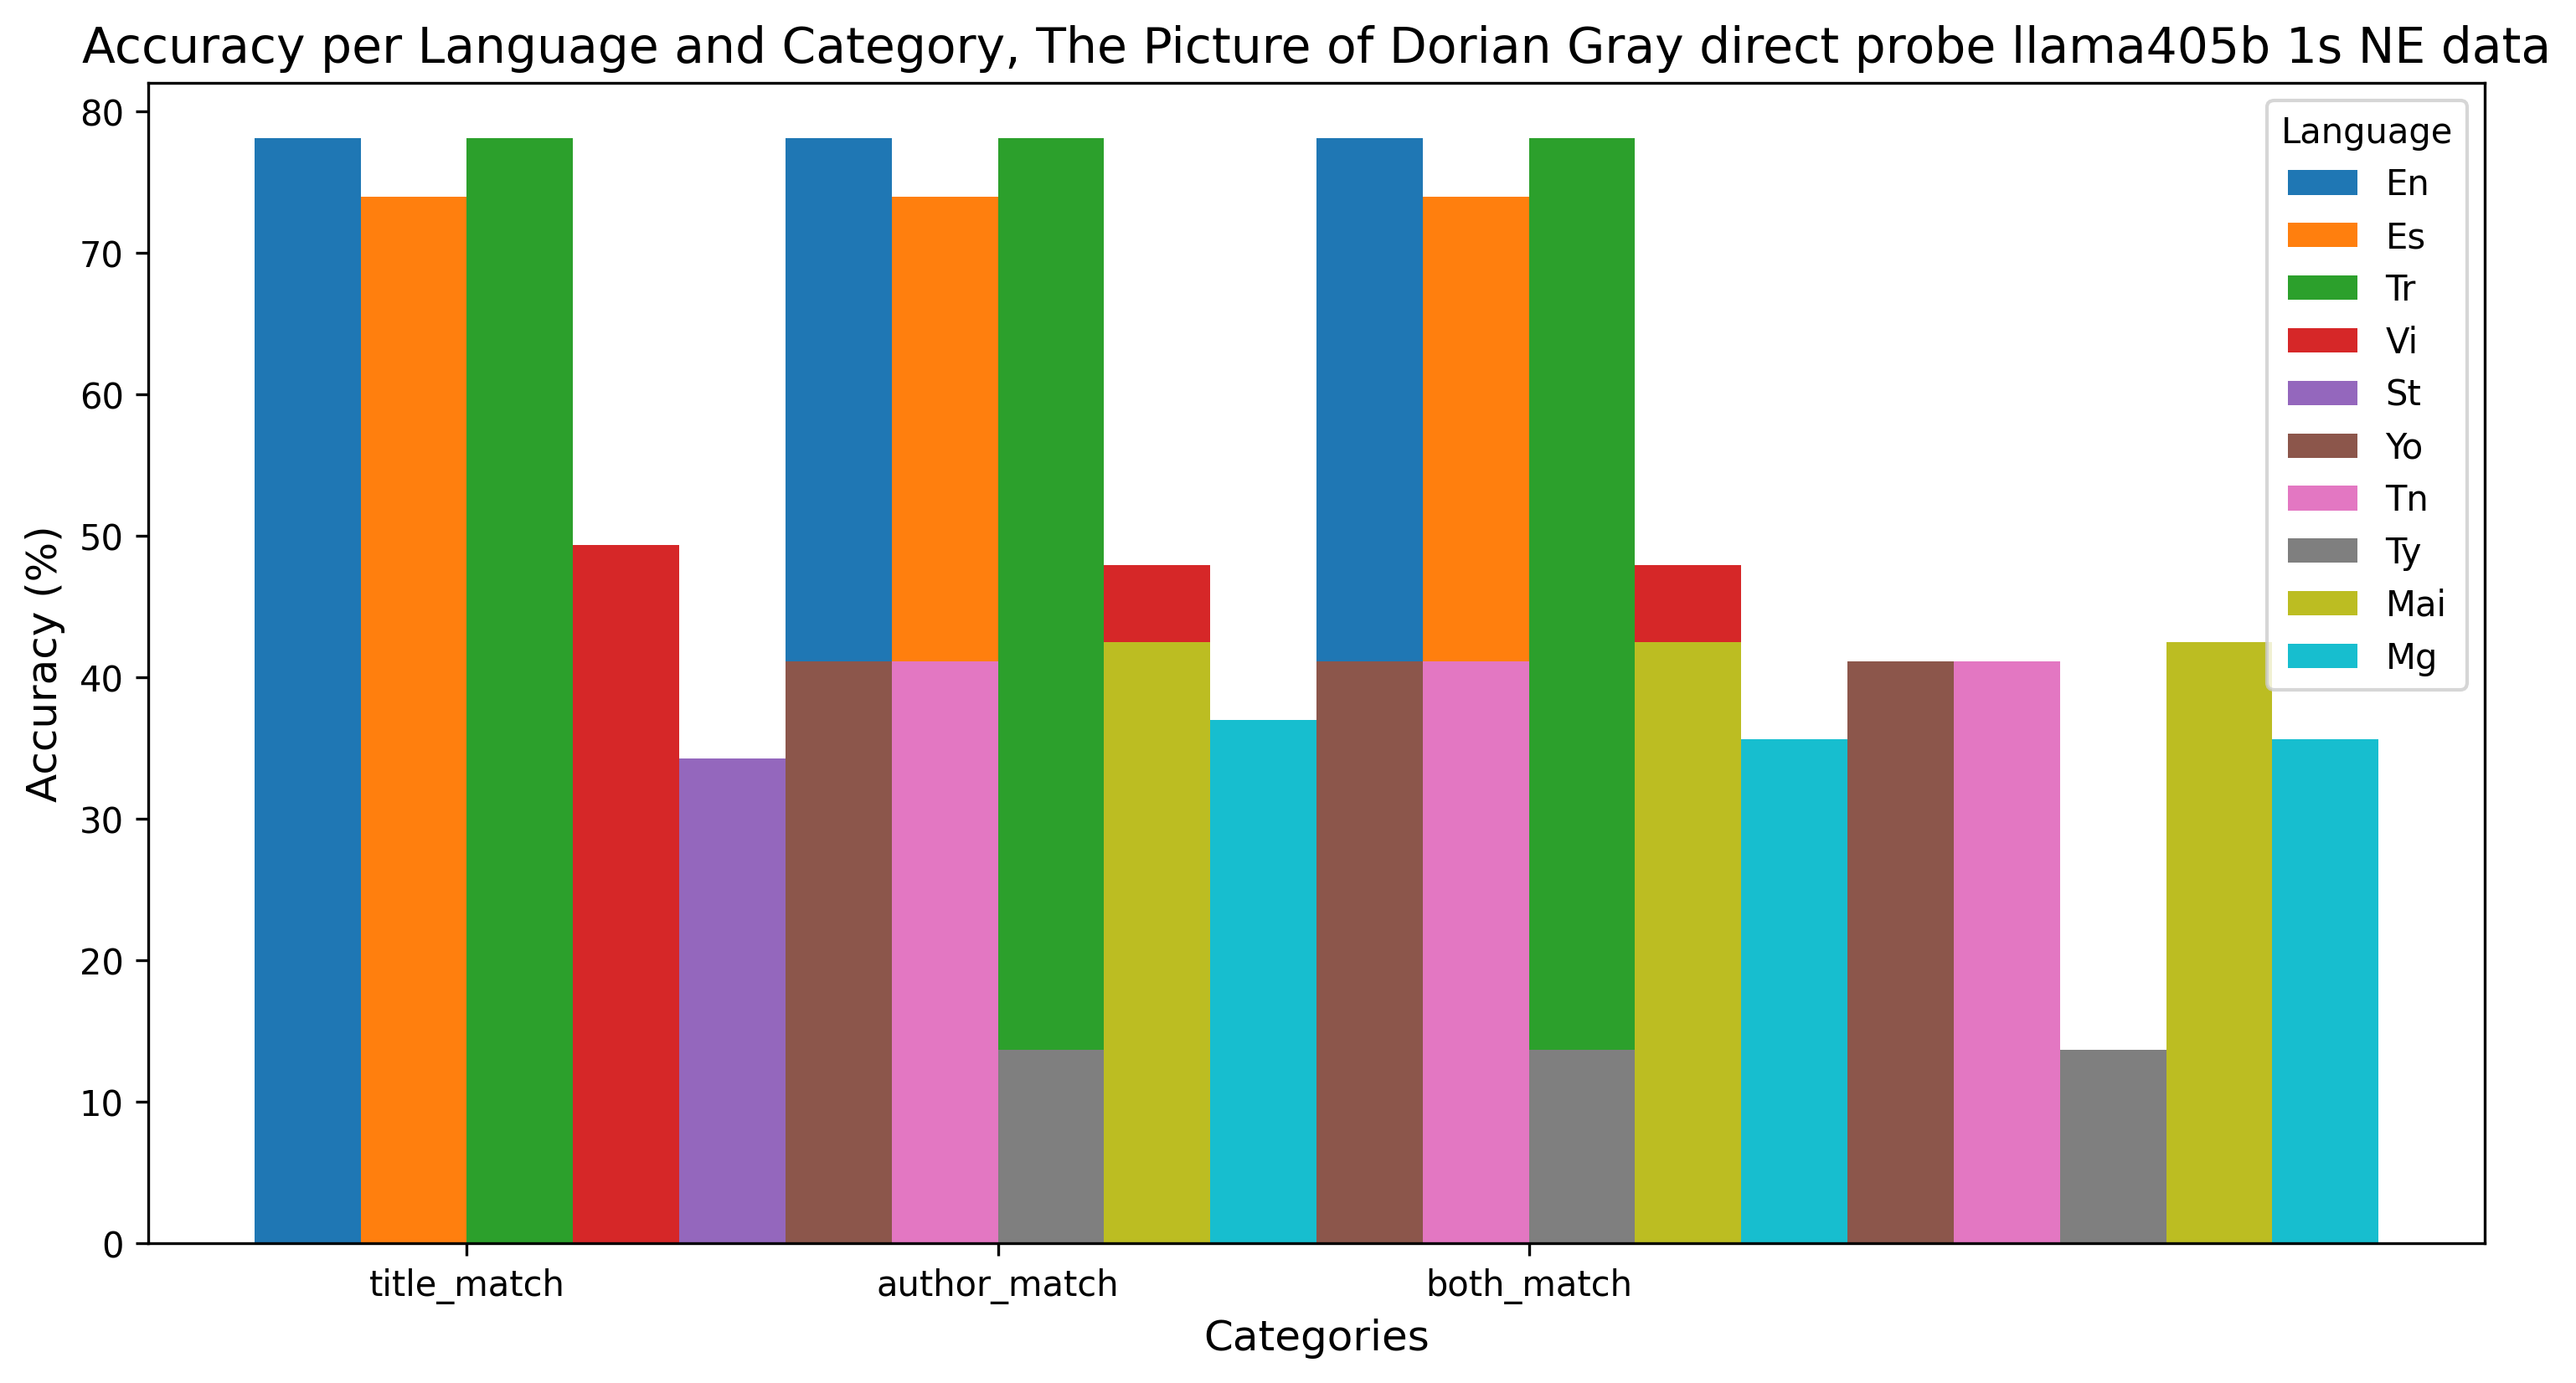 Accuracy per Language and Category, The Picture of Dorian Gray direct probe llama405b 1s NE data
Accuracy (%)
80
70
60
50
40
30
20
10
0
Language
En
Es
Tr
Vi
St
Yo
Tn
Ty
Mai
Mg
title_match
author_match
both_match
Categories